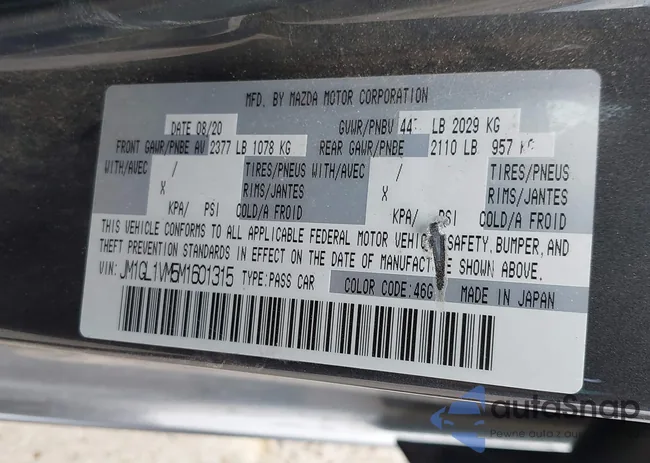 MFD. BY MAZDA MOTOR CORPORATION
DATE 08/20 GVWR/PNBV 44 LB 2029 KG
FRONT GAWR/PNBE AV 2377 LB 1078 KG REAR GAWR/PNBE 2110 LB 957 KG
WITH/AVEC / TIRES/PNEUS WITH/AVEC / TIRES/PNEUS
X RIMS/JANTES X RIMS/JANTES
KPA/ PSI COLD/A FROID KPA/ PSI COLD/A FROID
THIS VEHICLE CONFORMS TO ALL APPLICABLE FEDERAL MOTOR VEHIC SAFETY, BUMPER, AND
THEFT PREVENTION STANDARDS IN EFFECT ON THE DATE OF MANUFACT E SHOWN ABOVE.
VIN: JM1GL1VM5M1601315 TYPE:PASS CAR COLOR CODE:46G MADE IN JAPAN
autoSnap
Pewne auta z